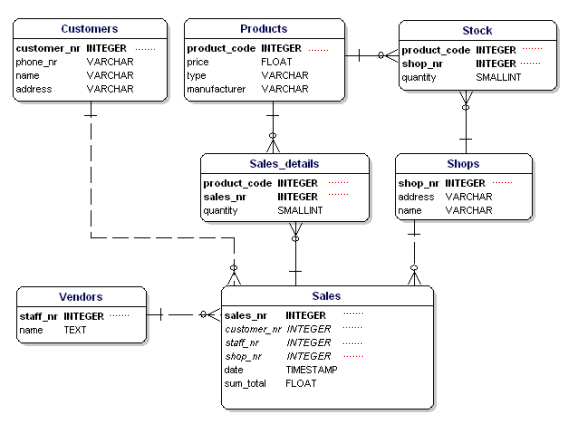 Customers
customer_nr INTEGER
phone_nr VARCHAR
name VARCHAR
address VARCHAR
Products
product_code INTEGER
price FLOAT
type VARCHAR
manufacturer VARCHAR
Stock
product_code INTEGER
shop_nr INTEGER
quantity SMALLINT
Sales_details
product_code INTEGER
sales_nr INTEGER
quantity SMALLINT
Shops
shop_nr INTEGER
address VARCHAR
name VARCHAR
Vendors
staff_nr INTEGER
name TEXT
Sales
sales_nr INTEGER
customer_nr INTEGER
staff_nr INTEGER
shop_nr INTEGER
date TIMESTAMP
sum_total FLOAT